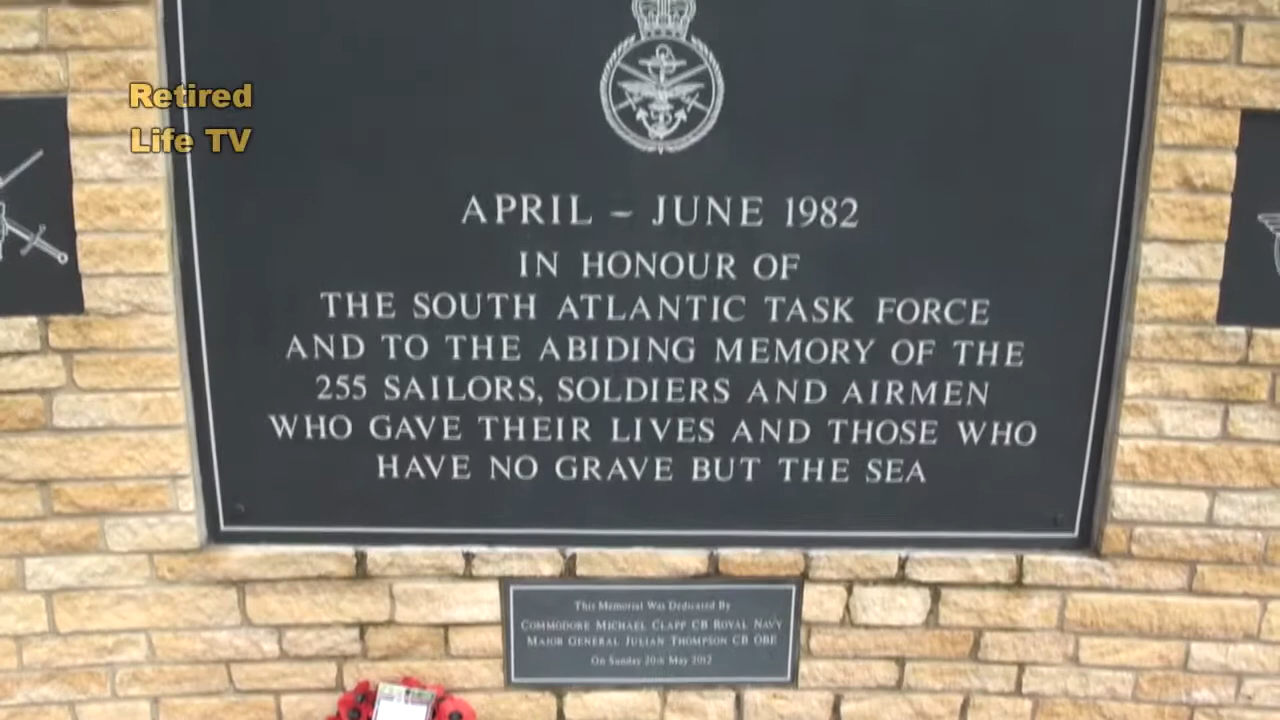 Retired
Life TV
APRIL – JUNE 1982
IN HONOUR OF
THE SOUTH ATLANTIC TASK FORCE
AND TO THE ABIDING MEMORY OF THE
255 SAILORS, SOLDIERS AND AIRMEN
WHO GAVE THEIR LIVES AND THOSE WHO
HAVE NO GRAVE BUT THE SEA
This Memorial Was Dedicated By
COMMODORE MICHAEL CLAPP CB ROYAL NAVY
MAJOR GENERAL JULIAN THOMPSON CB OBE
On Sunday 20th May 2012